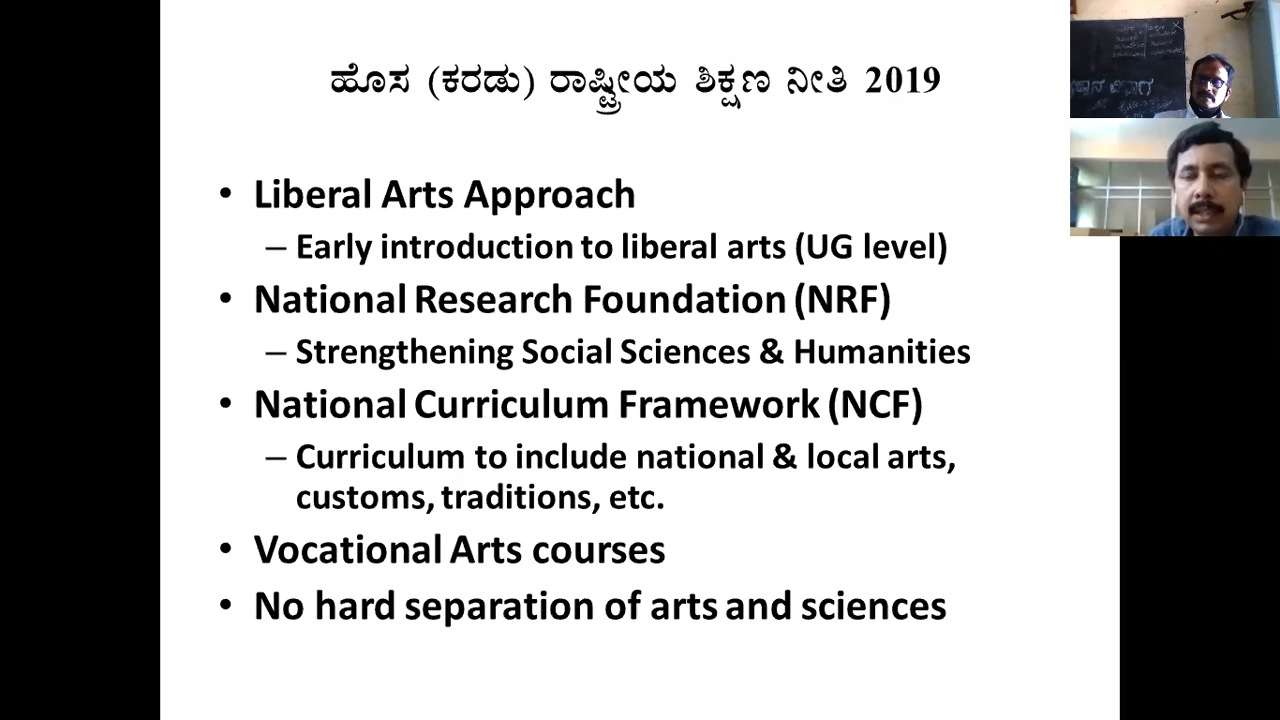 ಹೊಸ (ಕರಡು) ರಾಷ್ಟ್ರೀಯ ಶಿಕ್ಷಣ ನೀತಿ 2019
• Liberal Arts Approach
– Early introduction to liberal arts (UG level)
• National Research Foundation (NRF)
– Strengthening Social Sciences & Humanities
• National Curriculum Framework (NCF)
– Curriculum to include national & local arts,
customs, traditions, etc.
• Vocational Arts courses
• No hard separation of arts and sciences